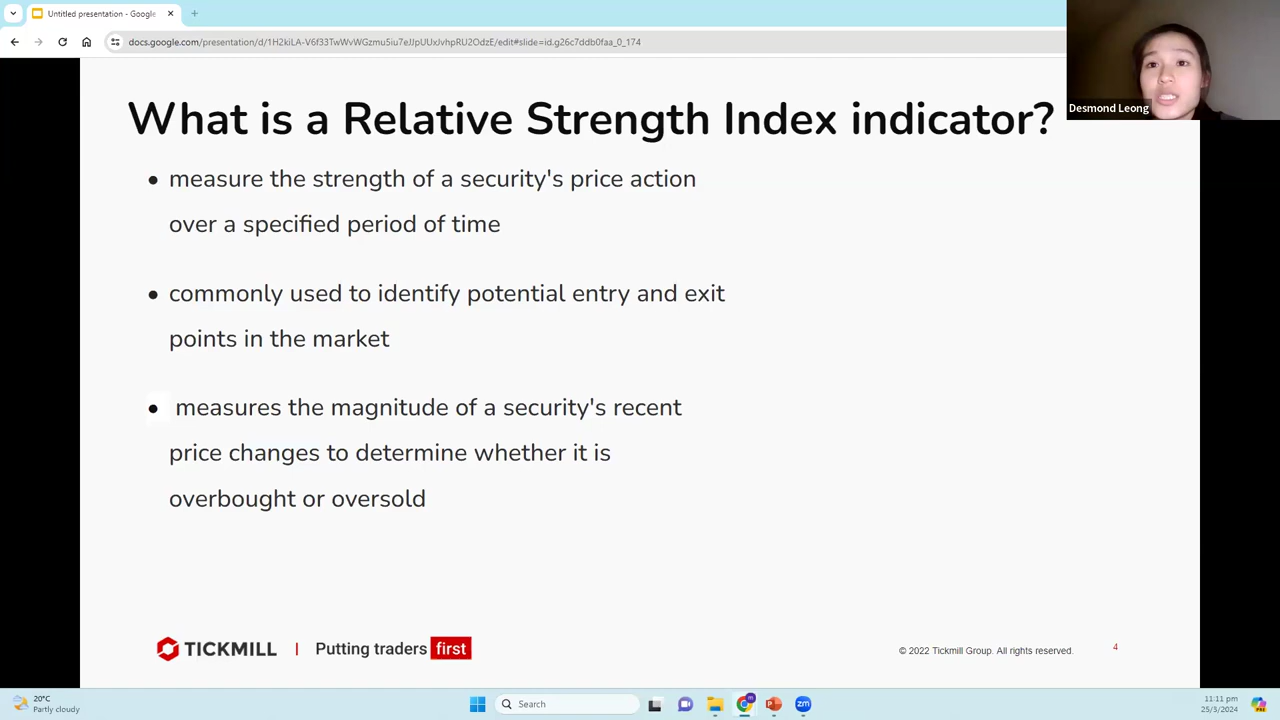 Untitled presentation - Google
docs.google.com/presentation/d/1H2kiLA-V6f33TwWvWGzmu5iu7eJJpUUxJvhpRU2OdzE/edit#slide=id.g26c7ddb0faa_0_174
Desmond Leong
What is a Relative Strength Index indicator?
• measure the strength of a security's price action
over a specified period of time
• commonly used to identify potential entry and exit
points in the market
• measures the magnitude of a security's recent
price changes to determine whether it is
overbought or oversold
TICKMILL | Putting traders first
© 2022 Tickmill Group. All rights reserved.
4
20°C
Partly cloudy
Search
zm
11:11 pm
25/3/2024